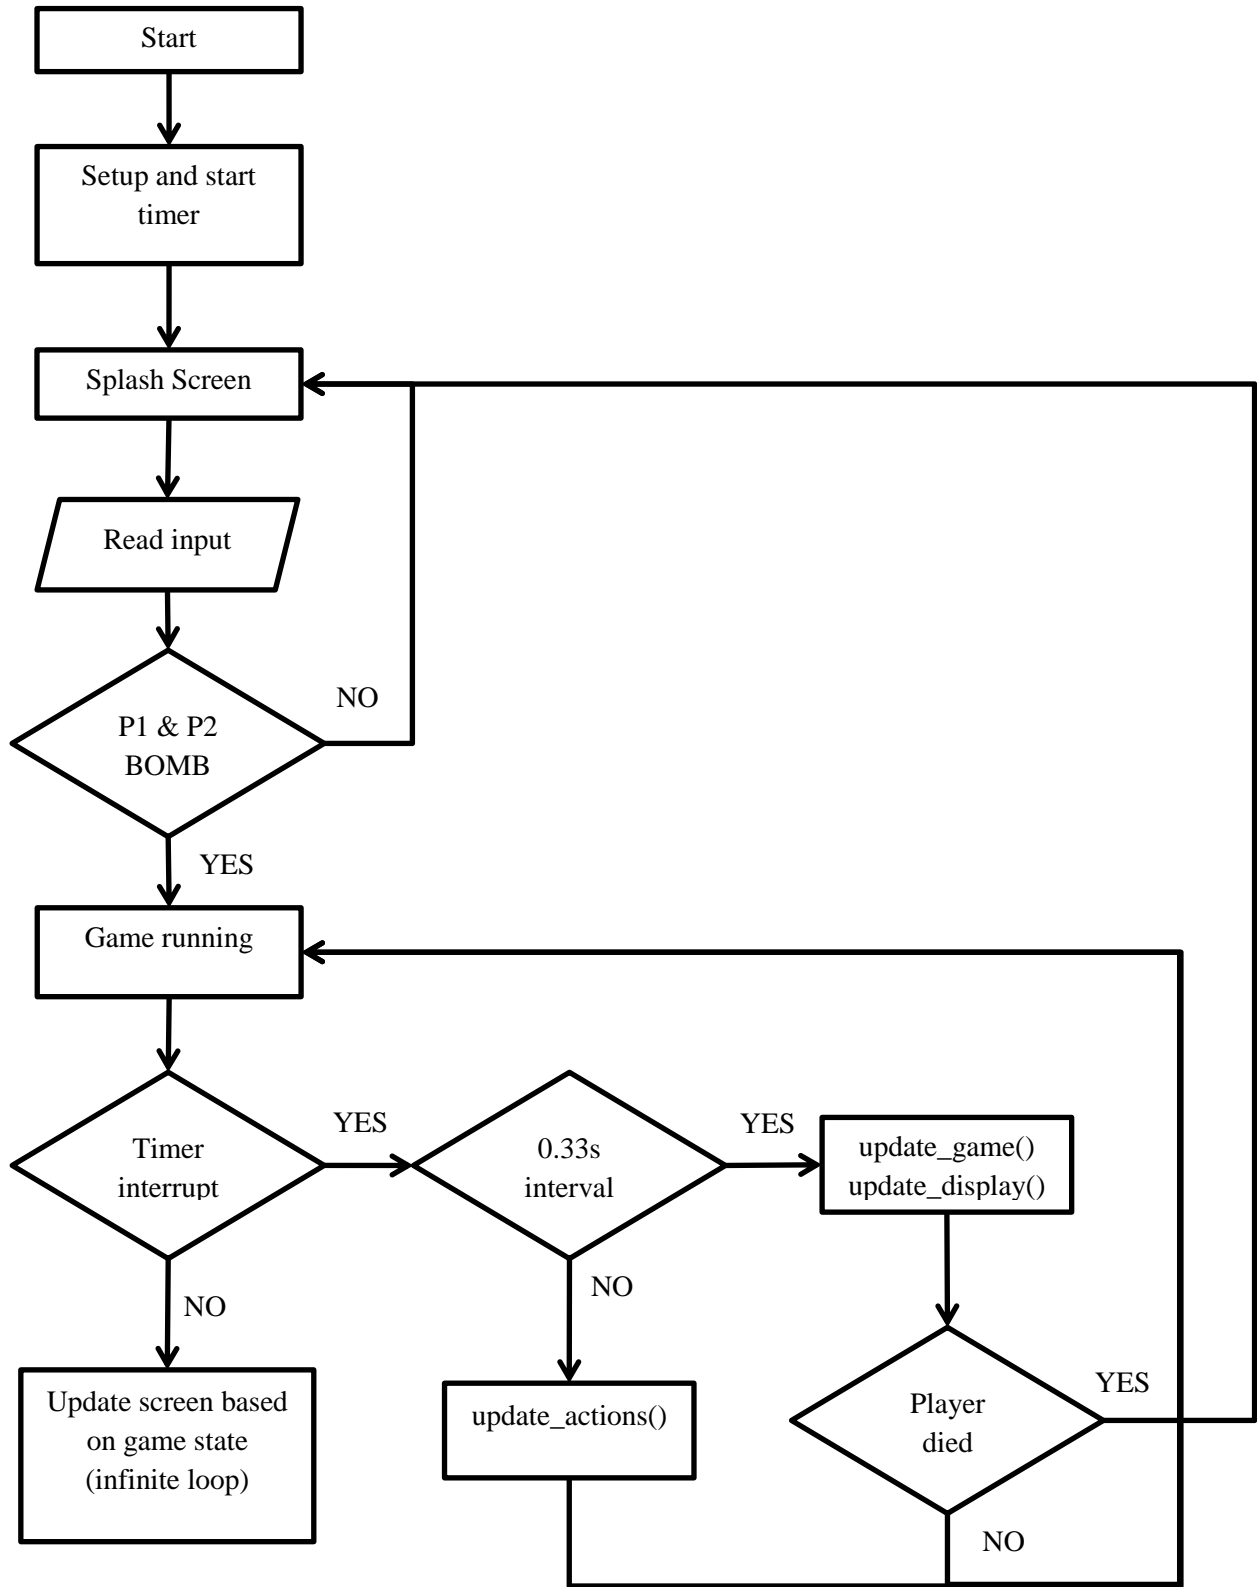 Start
Setup and start
timer
Splash Screen
Read input
NO
P1 & P2
BOMB
YES
Game running
Timer
interrupt
YES
0.33s
interval
YES
update_game()
update_display()
NO
NO
Update screen based
on game state
(infinite loop)
update_actions()
Player
died
YES
NO